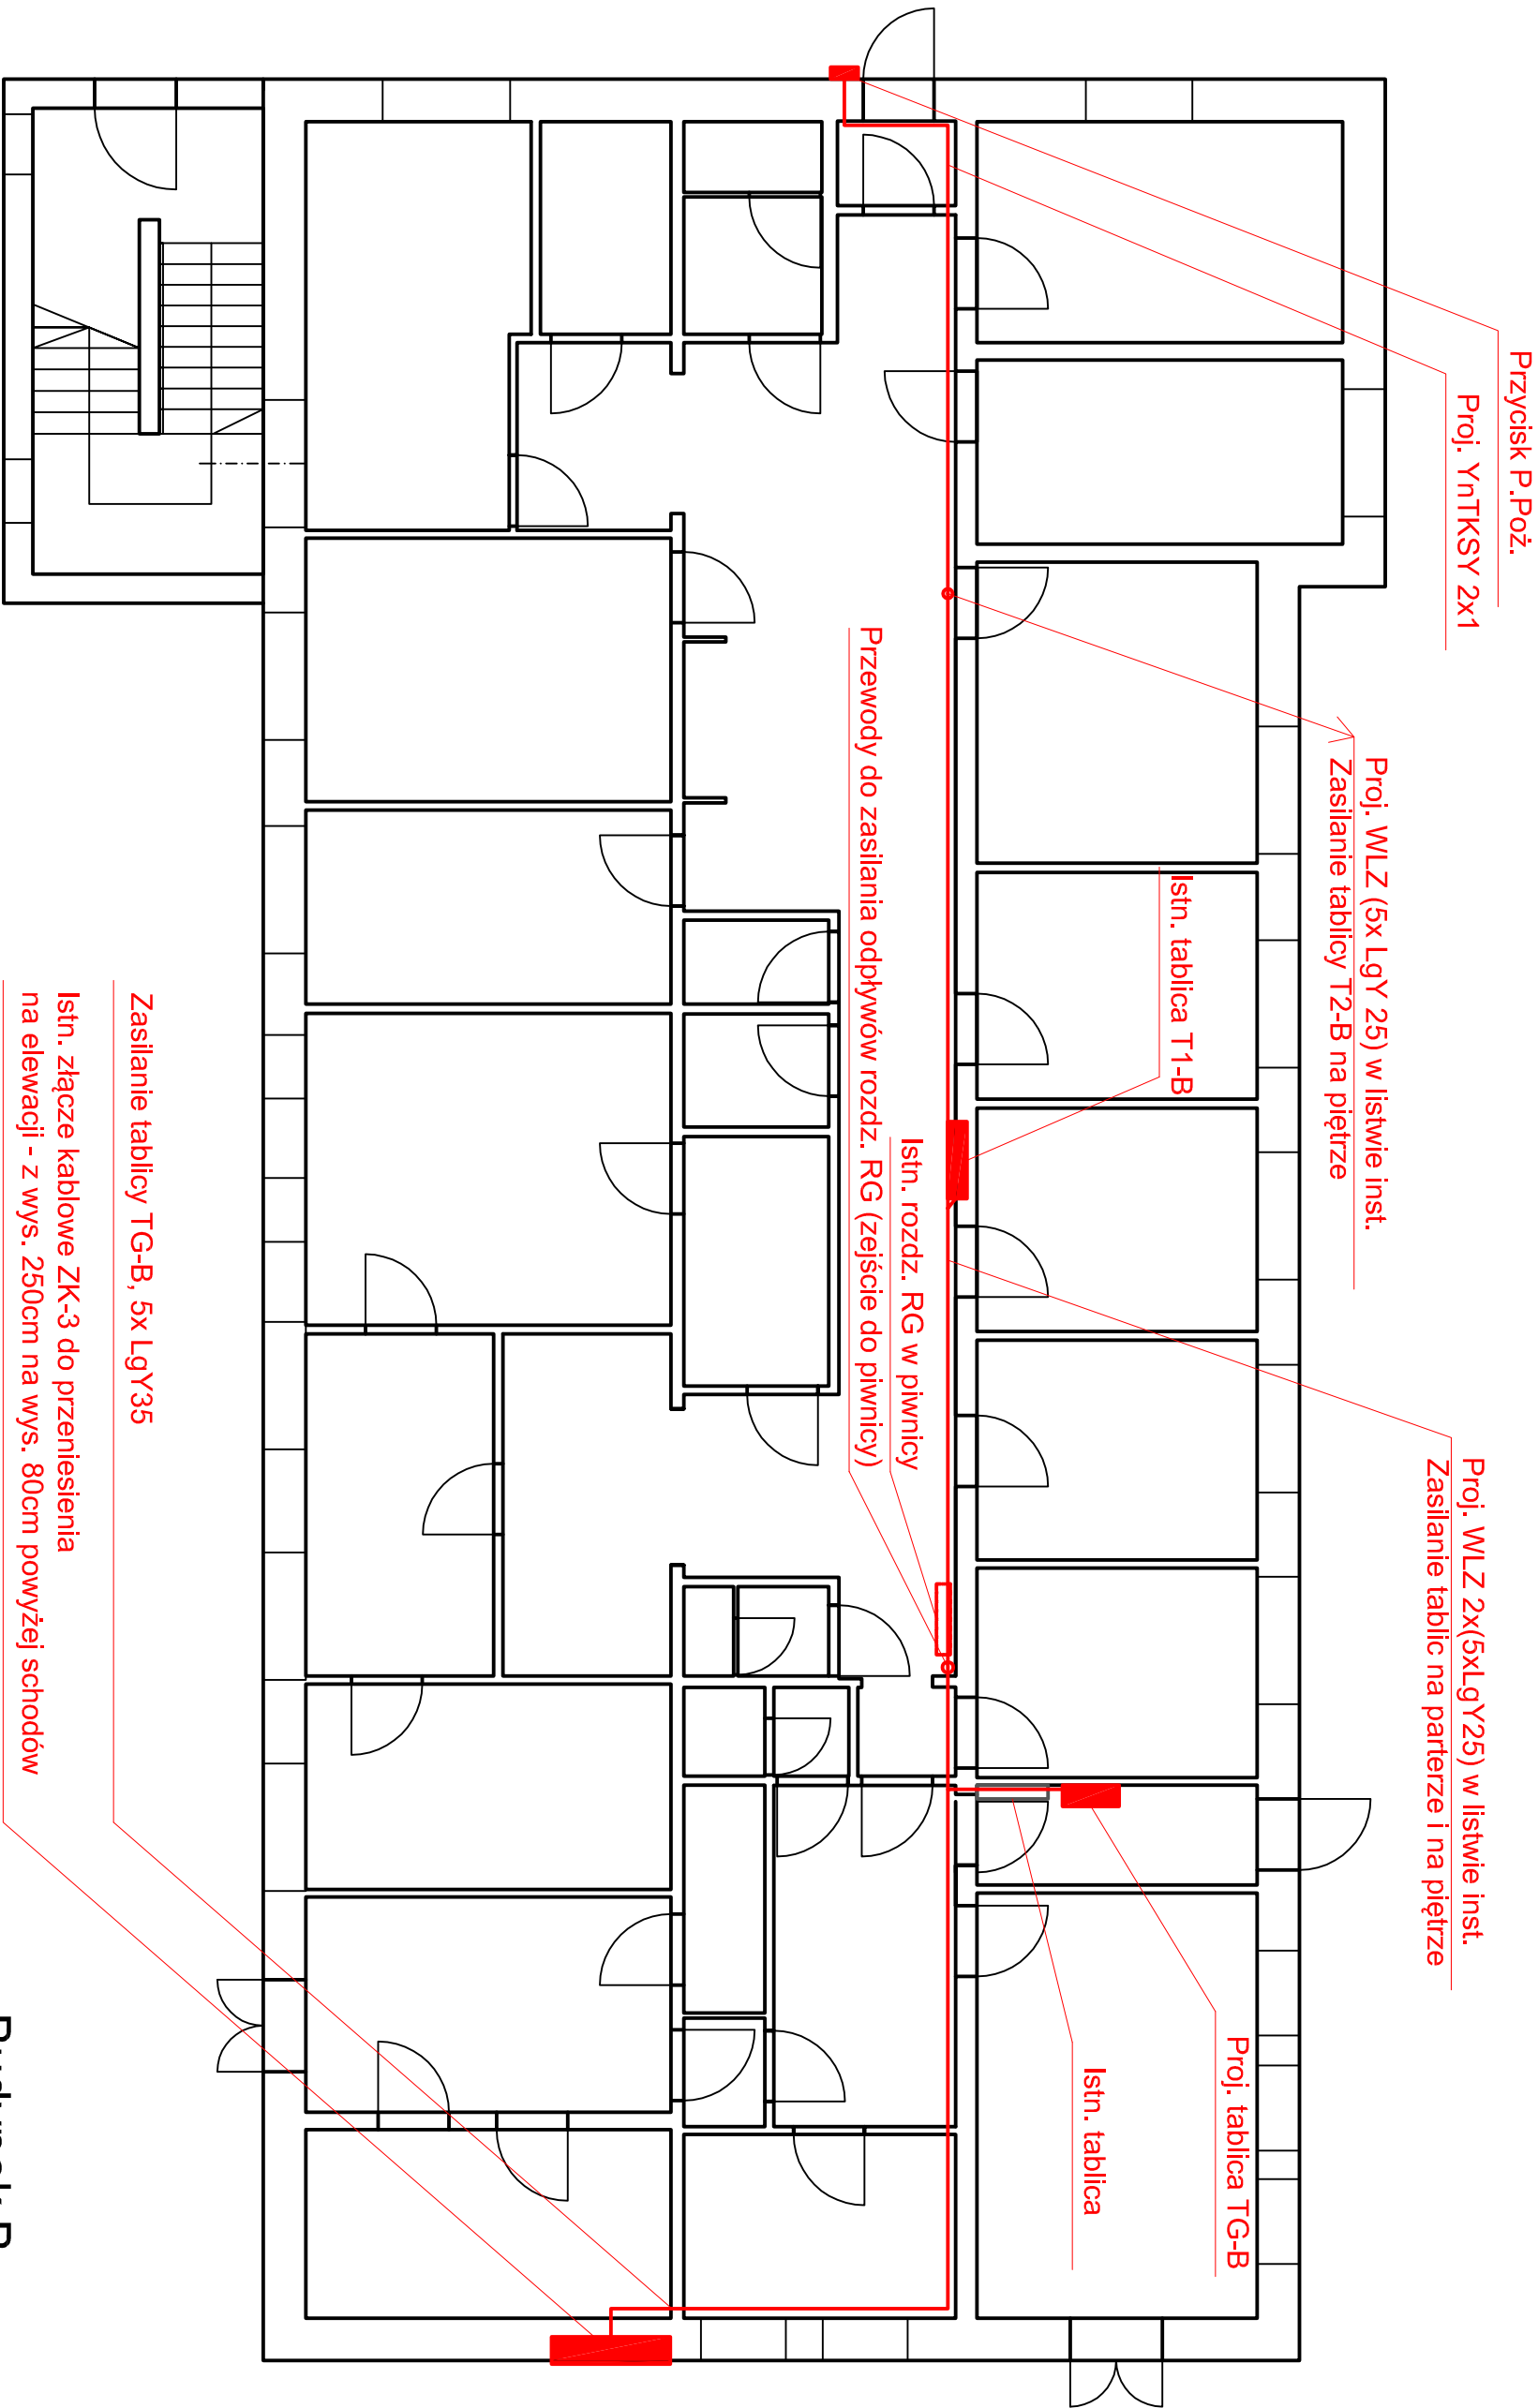 Przycisk P.Poż.
Proj. YnTKSY 2x1
Proj. WLZ (5x LgY 25) w listwie inst.
Zasilanie tablicy T2-B na piętrze
Istn. tablica T1-B
Proj. WLZ 2x(5xLgY25) w listwie inst.
Zasilanie tablic na parterze i na piętrze
Istn. rozdz. RG w piwnicy
Przewody do zasilania odpływów rozdz. RG (zejście do piwnicy)
Proj. tablica TG-B
Istn. tablica
Zasilanie tablicy TG-B, 5x LgY35
Istn. złącze kablowe ZK-3 do przeniesienia
na elewacji - z wys. 250cm na wys. 80cm powyżej schodów